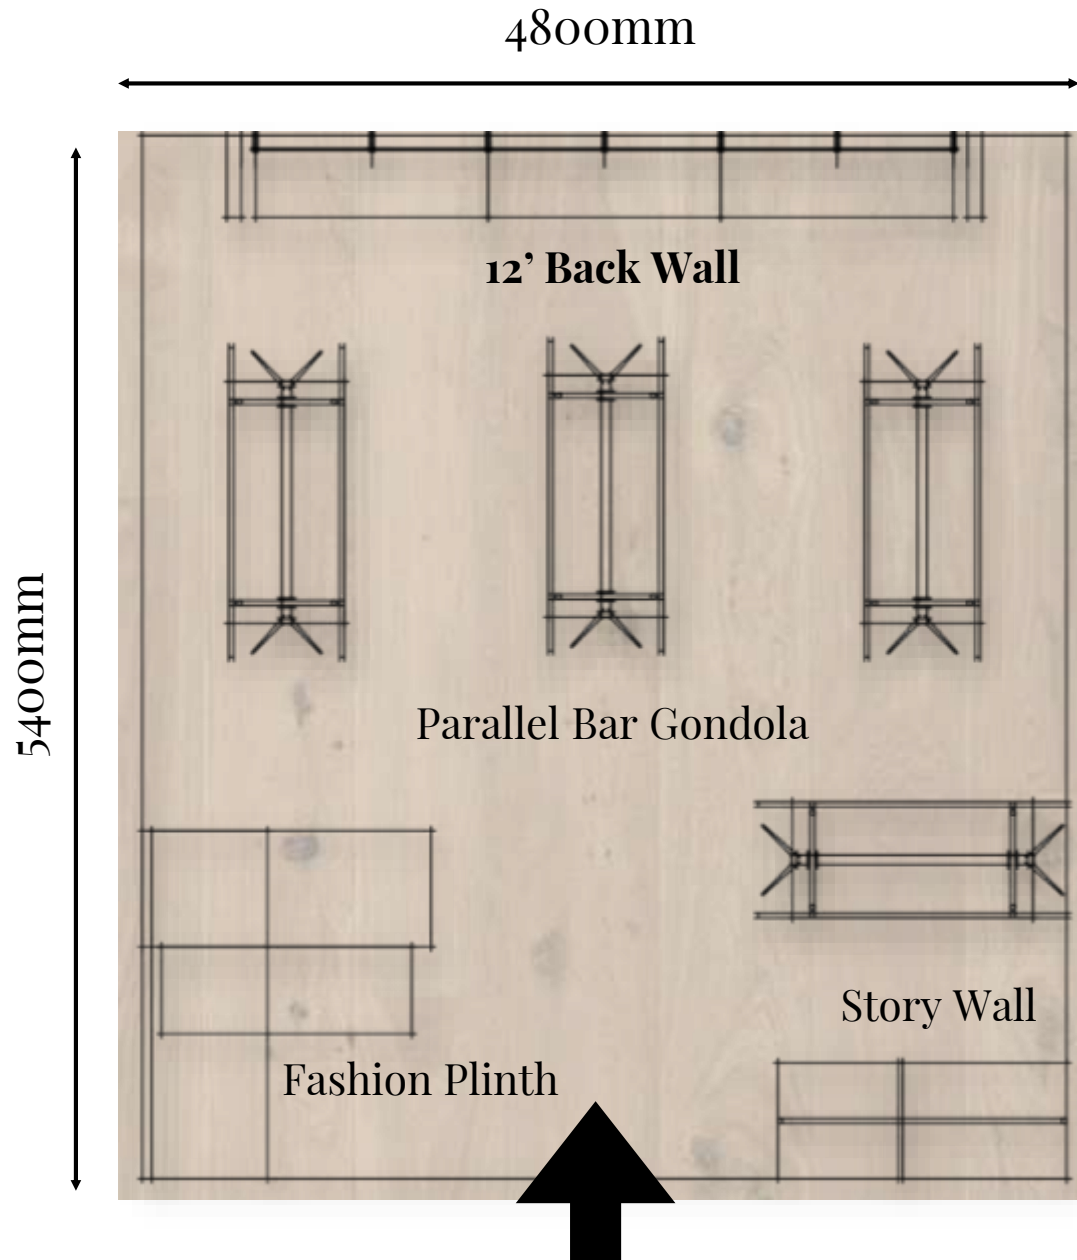 4800mm
5400mm
12’ Back Wall
Parallel Bar Gondola
Story Wall
Fashion Plinth